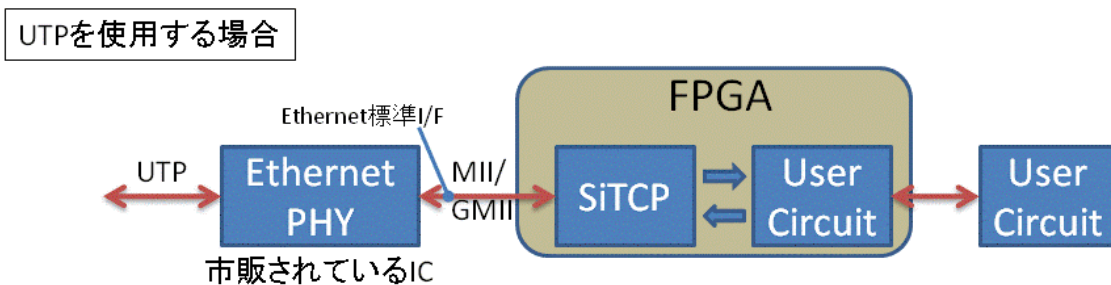 UTPを使用する場合
FPGA
Ethernet標準I/F
UTP
Ethernet
PHY
MII/
GMII
SiTCP
User
Circuit
User
Circuit
市販されているIC